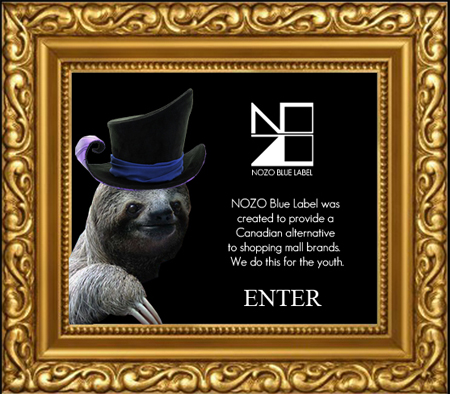 NOZO
NOZO BLUE LABEL
NOZO Blue Label was
created to provide a
Canadian alternative
to shopping mall brands.
We do this for the youth.
ENTER